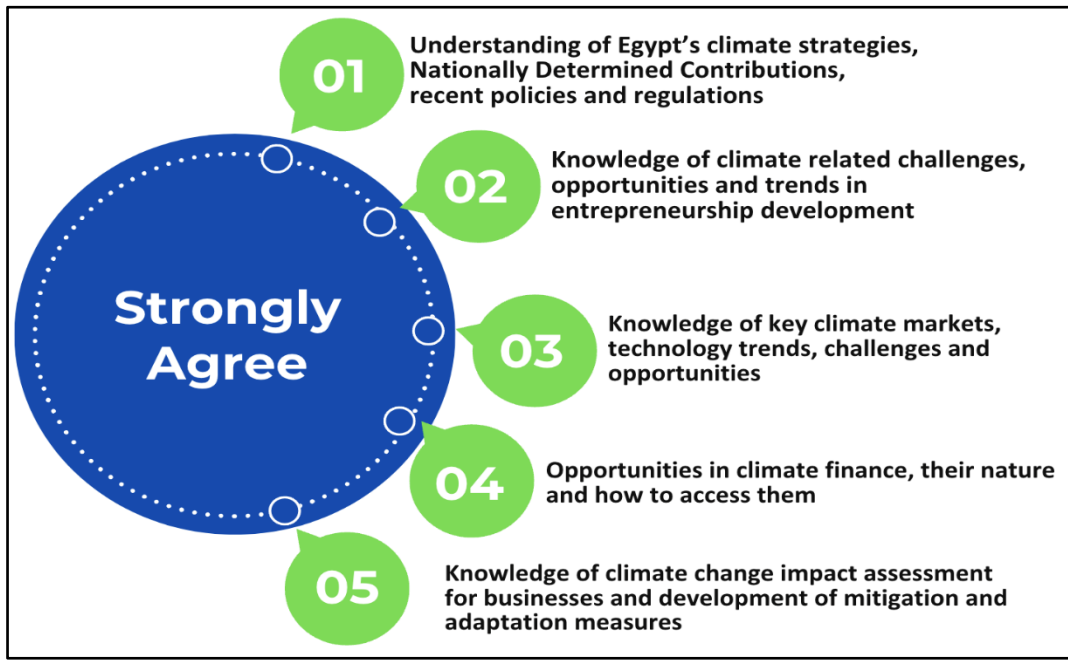 01
Understanding of Egypt's climate strategies,
Nationally Determined Contributions,
recent policies and regulations
02
Knowledge of climate related challenges,
opportunities and trends in
entrepreneurship development
Strongly
Agree
03
Knowledge of key climate markets,
technology trends, challenges and
opportunities
04
Opportunities in climate finance, their nature
and how to access them
05
Knowledge of climate change impact assessment
for businesses and development of mitigation and
adaptation measures